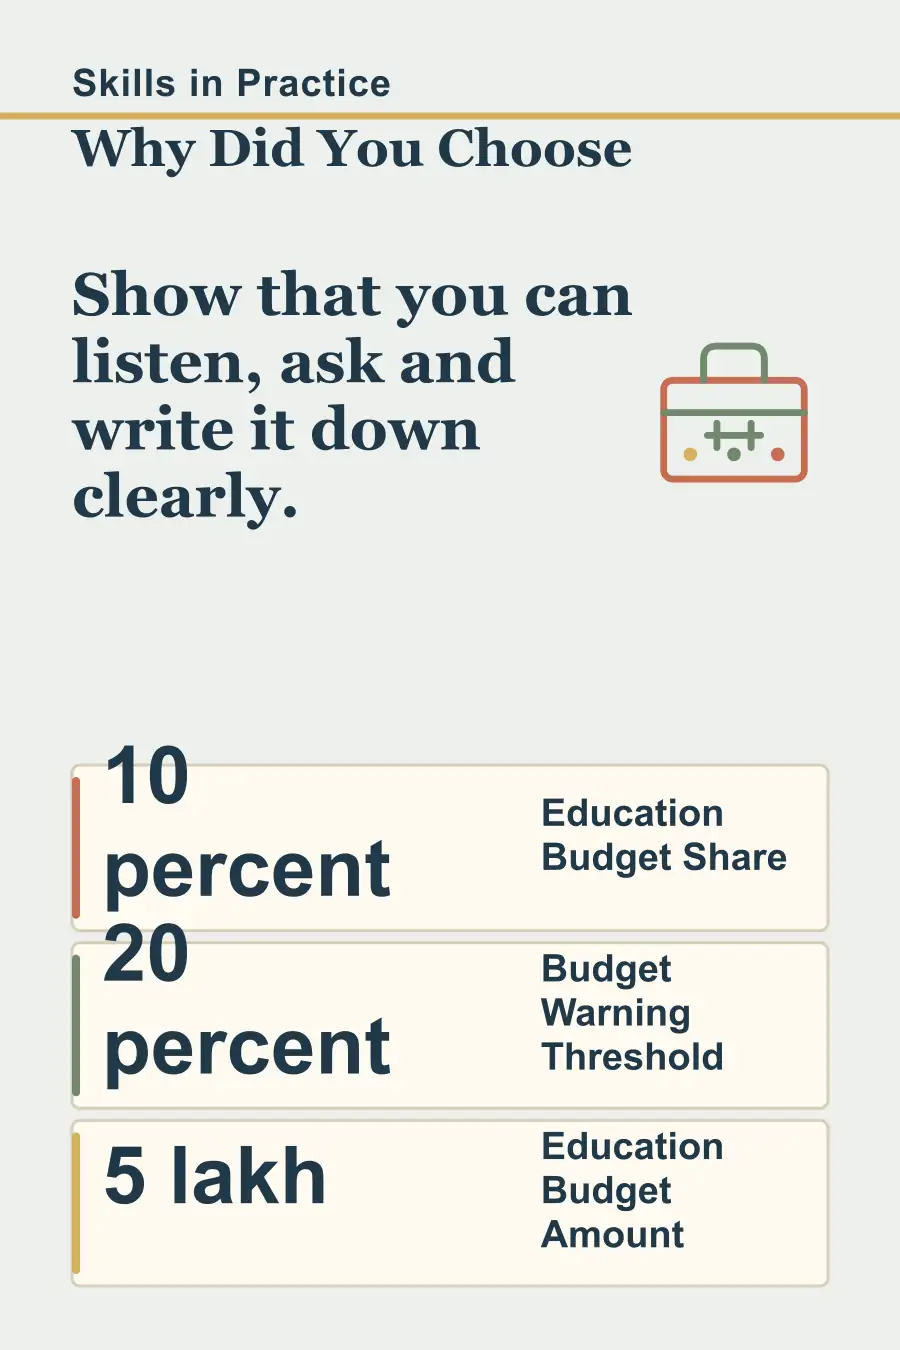 Skills in Practice
Why Did You Choose
Show that you can
listen, ask and
write it down
clearly.
10
percent
Education
Budget Share
20
percent
Budget
Warning
Threshold
5 lakh
Education
Budget
Amount